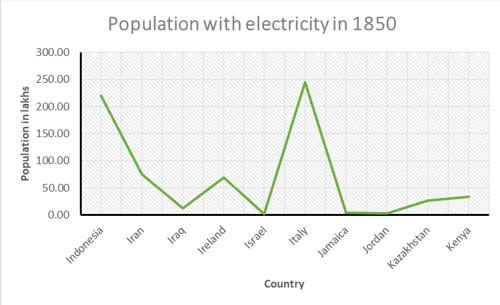 Population with electricity in 1850
300.00
250.00
200.00
150.00
100.00
50.00
0.00
Population in lakhs
Indonesia
Iran
Iraq
Ireland
Israel
Italy
Jamaica
Jordan
Kazakhstan
Kenya
Country